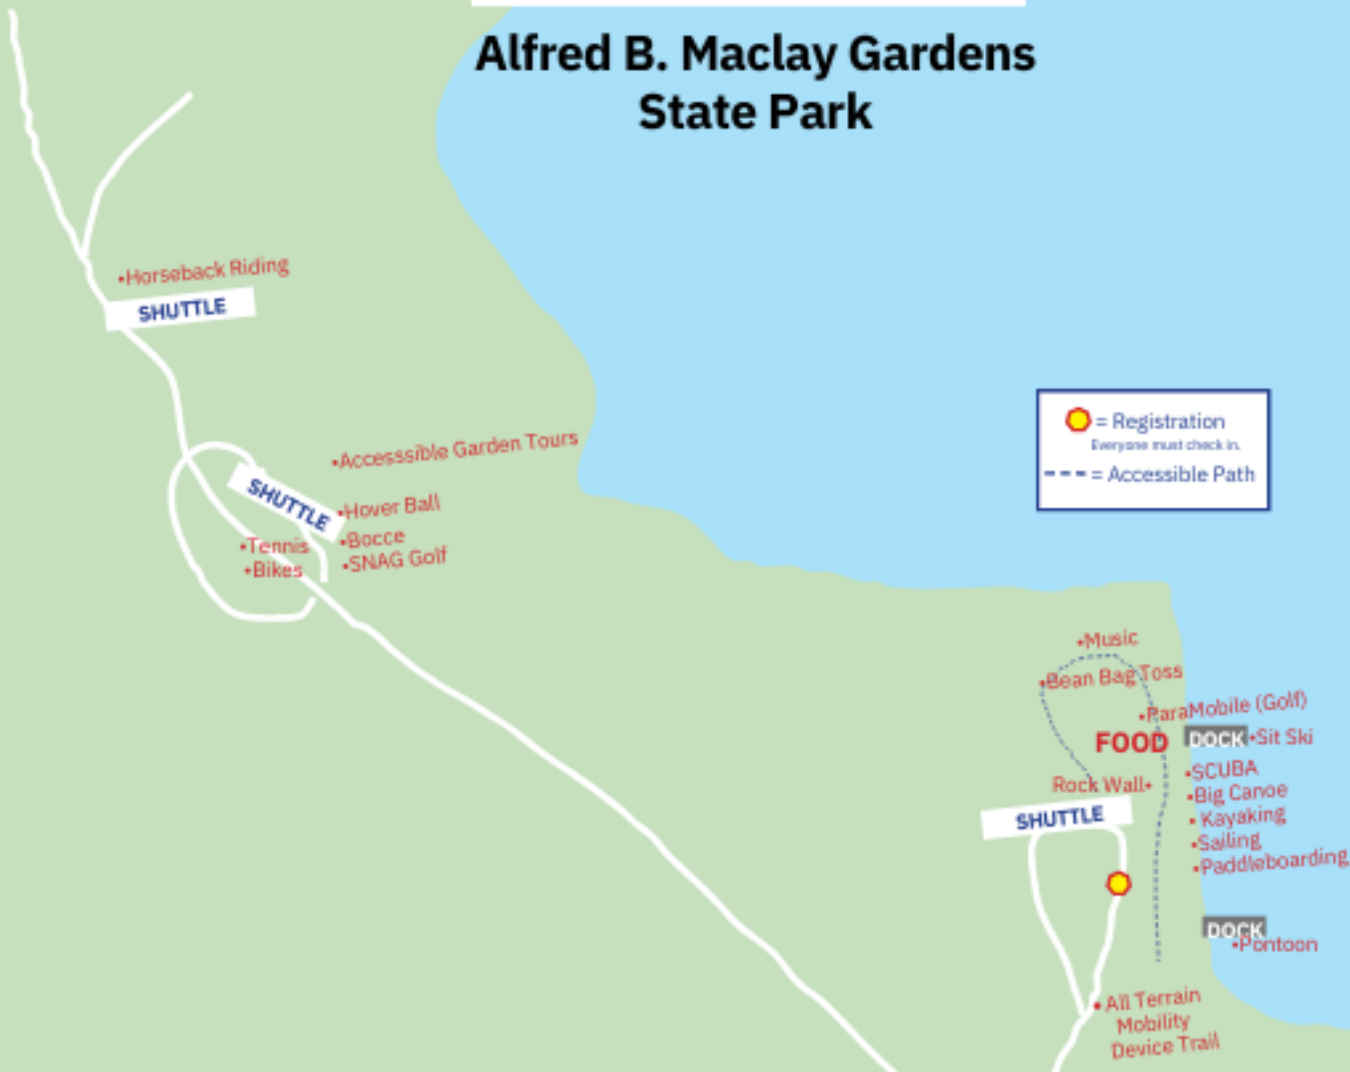 Alfred B. Maclay Gardens
State Park
•Horseback Riding
SHUTTLE
•Accesssible Garden Tours
SHUTTLE
•Hover Ball
•Bocce
•SNAG Golf
•Tennis
•Bikes
= Registration
Everyone must check in.
= Accessible Path
•Music
•Bean Bag Toss
•ParaMobile (Golf)
FOOD
DOCK
•Sit Ski
•SCUBA
Rock Wall•
•Big Canoe
• Kayaking
SHUTTLE
•Sailing
•Paddleboarding
DOCK
•Pontoon
• All Terrain
Mobility
Device Trail